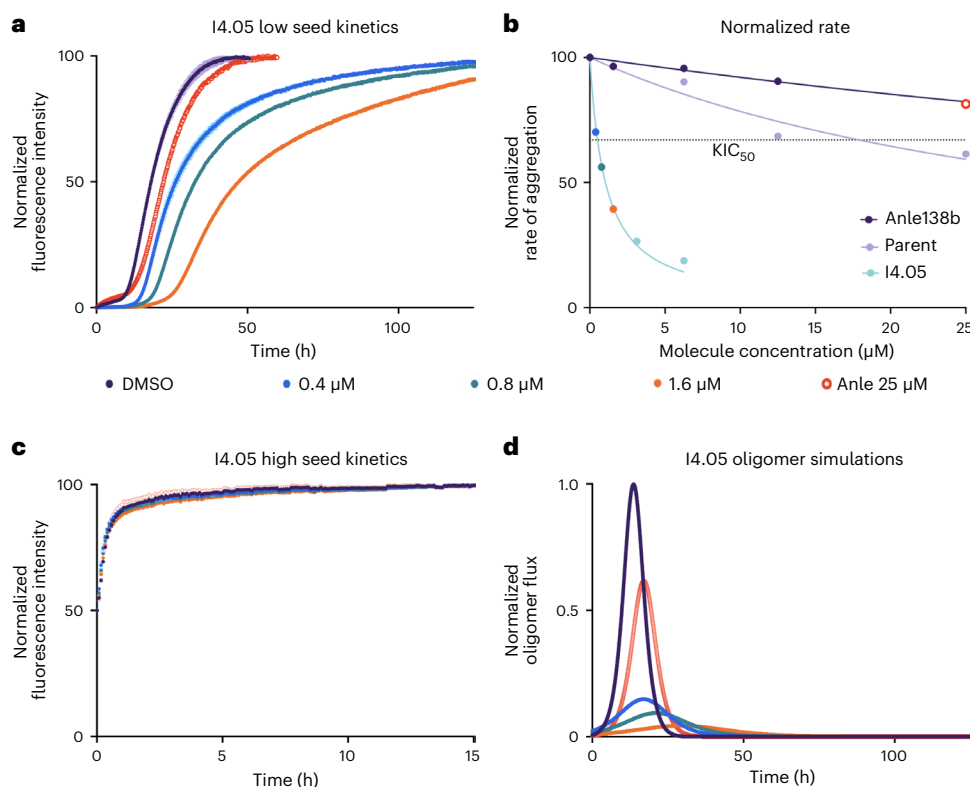 a
I4.05 low seed kinetics
Normalized
fluorescence intensity
100
50
0
0
50
100
Time (h)
b
Normalized rate
Normalized
rate of aggregation
100
50
0
KIC50
Anle138b
Parent
I4.05
0
5
10
15
20
25
Molecule concentration (µM)
DMSO
0.4 µM
0.8 µM
1.6 µM
Anle 25 µM
c
I4.05 high seed kinetics
Normalized
fluorescence intensity
100
50
0
0
5
10
15
Time (h)
d
I4.05 oligomer simulations
Normalized
oligomer flux
1.0
0.5
0
0
50
100
Time (h)